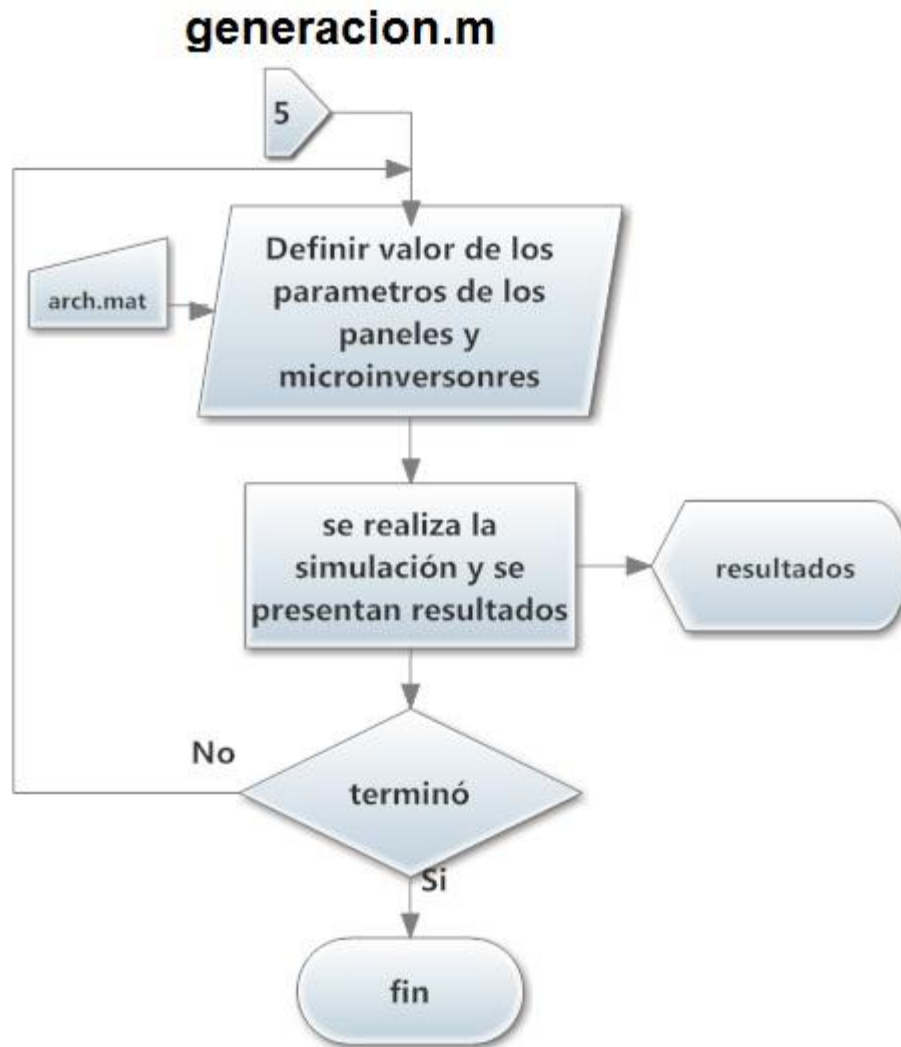 generacion.m
5
arch.mat
Definir valor de los
parametros de los
paneles y
microinversonres
se realiza la
simulación y se
presentan resultados
resultados
No
terminó
Si
fin